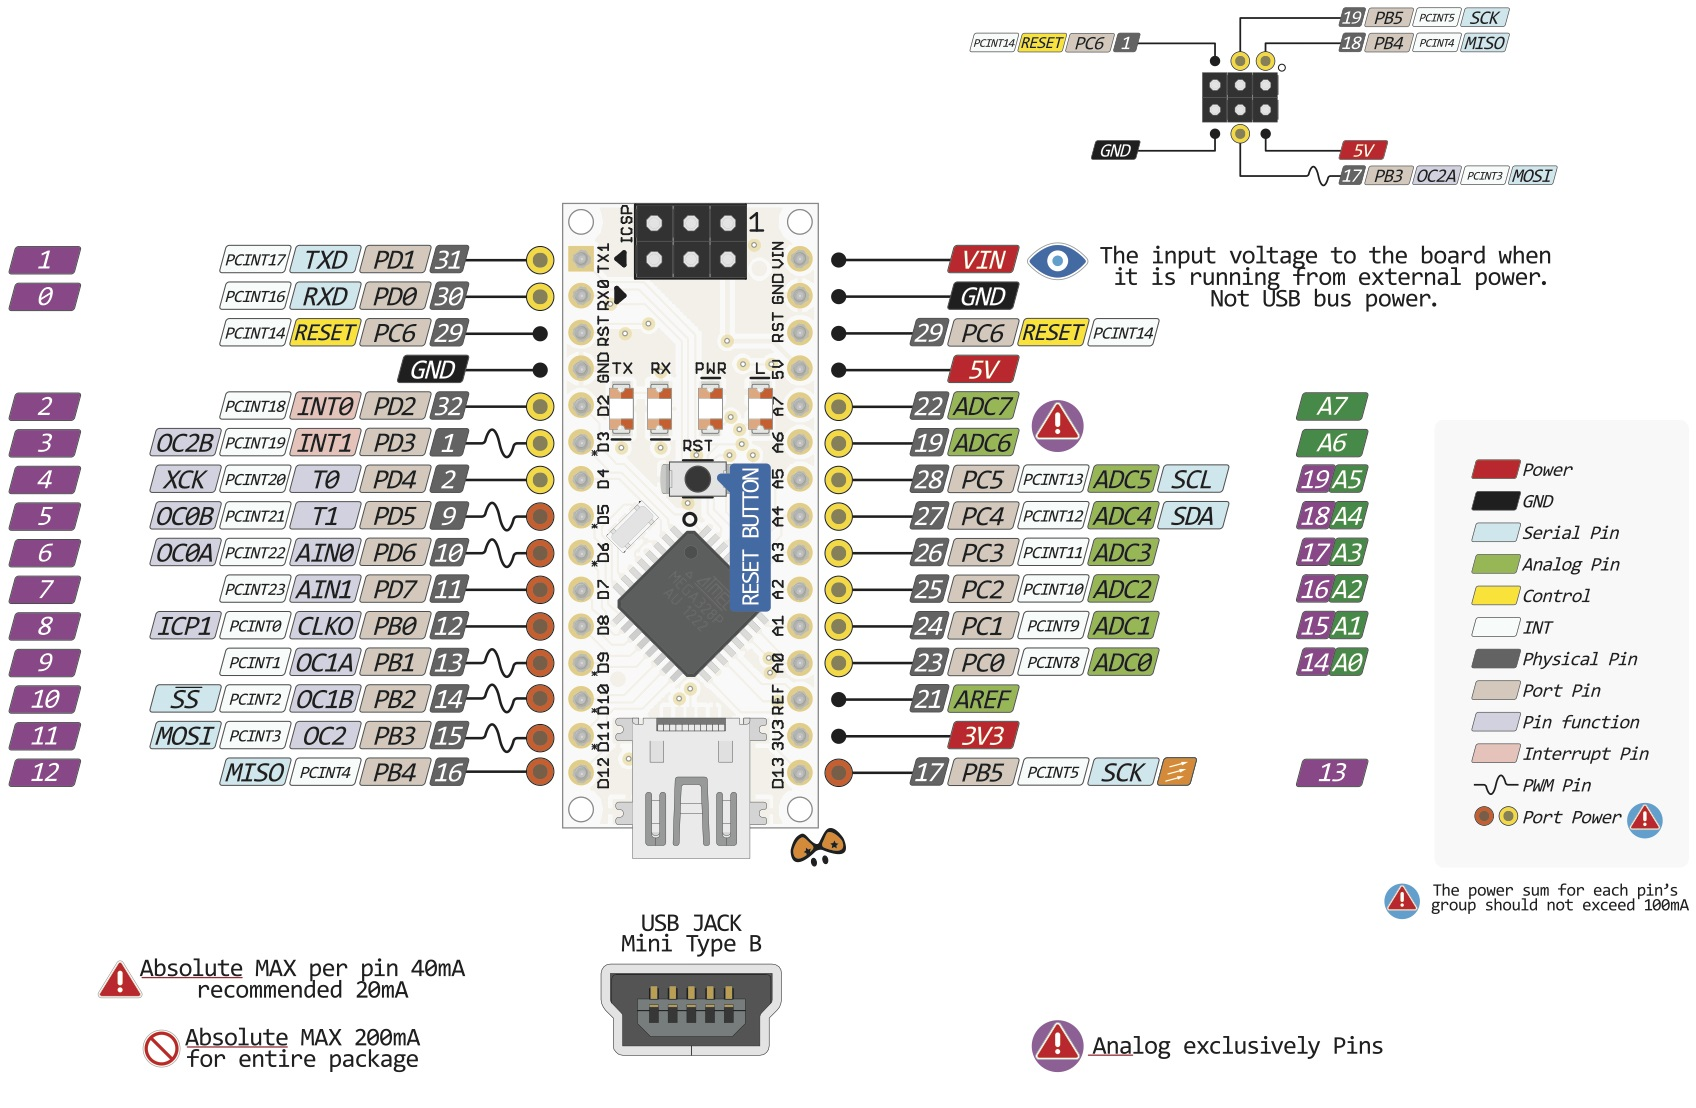 19 PB5 PCINT5 SCK
PCINT14 RESET PC6 1
18 PB4 PCINT4 MISO
GND
5V
17 PB3 OC2A PCINT3 MOSI
ICSP
1
1 PCINT17 TXD PD1 31
0 PCINT16 RXD PD0 30
PCINT14 RESET PC6 29
GND
2 PCINT18 INT0 PD2 32
3 OC2B PCINT19 INT1 PD3 1
4 XCK PCINT20 T0 PD4 2
5 OC0B PCINT21 T1 PD5 9
6 OC0A PCINT22 AIN0 PD6 10
7 PCINT23 AIN1 PD7 11
8 ICP1 PCINT0 CLKO PB0 12
9 PCINT1 OC1A PB1 13
10 SS PCINT2 OC1B PB2 14
11 MOSI PCINT3 OC2 PB3 15
12 MISO PCINT4 PB4 16
TX1
RX0
RST
GND
D2
*D3
D4
*D5
*D6
D7
D8
*D9
*D10
*D11
D12
TX RX PWR L
RST
RESET BUTTON
ATMEL
MEGA328P
AU 1222
VIN
GND
RST
5V
A7
A6
A5
A4
A3
A2
A1
A0
REF
3V3
D13
VIN
The input voltage to the board when
it is running from external power.
Not USB bus power.
GND
29 PC6 RESET PCINT14
5V
22 ADC7 A7
19 ADC6 A6
28 PC5 PCINT13 ADC5 SCL 19 A5
27 PC4 PCINT12 ADC4 SDA 18 A4
26 PC3 PCINT11 ADC3 17 A3
25 PC2 PCINT10 ADC2 16 A2
24 PC1 PCINT9 ADC1 15 A1
23 PC0 PCINT8 ADC0 14 A0
21 AREF
3V3
17 PB5 PCINT5 SCK 13
Power
GND
Serial Pin
Analog Pin
Control
INT
Physical Pin
Port Pin
Pin function
Interrupt Pin
PWM Pin
Port Power
The power sum for each pin's
group should not exceed 100mA
USB JACK
Mini Type B
Absolute MAX per pin 40mA
recommended 20mA
Absolute MAX 200mA
for entire package
Analog exclusively Pins